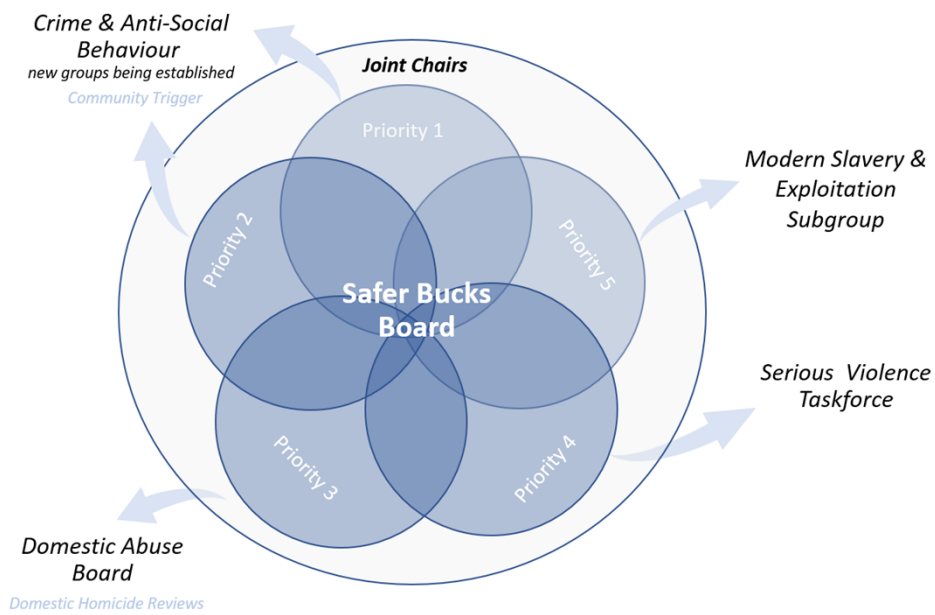 Crime & Anti-Social
Behaviour
new groups being established
Community Trigger
Joint Chairs
Priority 1
Priority 2
Priority 5
Modern Slavery &
Exploitation
Subgroup
Safer Bucks
Board
Serious Violence
Taskforce
Priority 3
Priority 4
Domestic Abuse
Board
Domestic Homicide Reviews